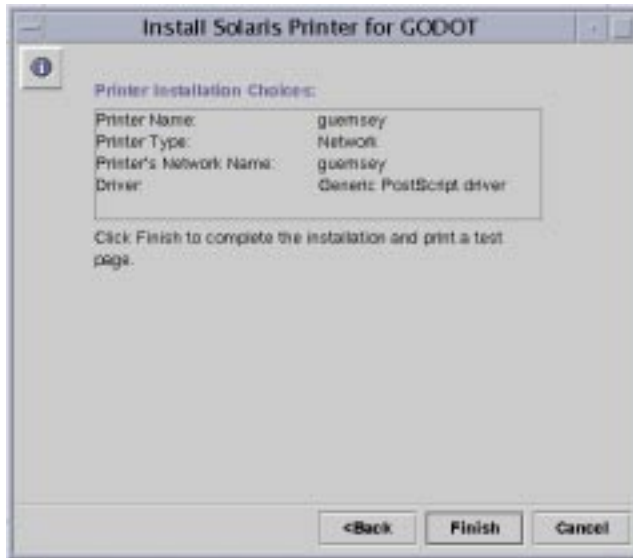 Install Solaris Printer for GODOT
Printer Installation Choices:
Printer Name: guernsey
Printer Type: Network
Printer's Network Name: guernsey
Driver: Generic PostScript driver
Click Finish to complete the installation and print a test
page.
<Back Finish Cancel